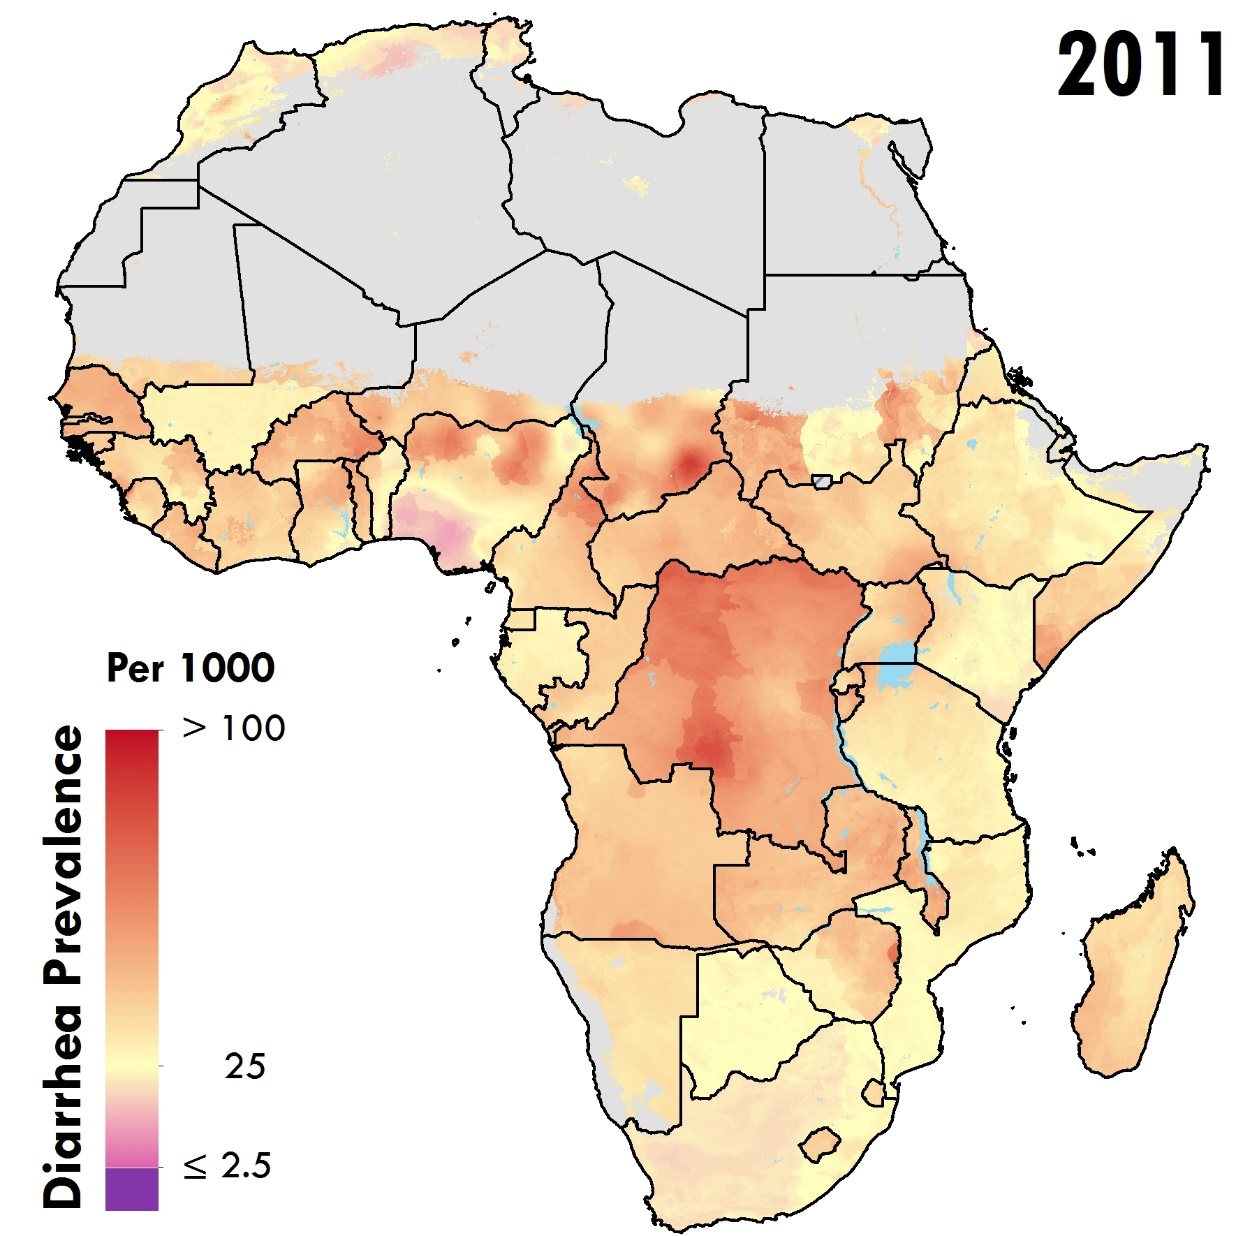 2011
Per 1000
> 100
25
≤ 2.5
Diarrhea Prevalence